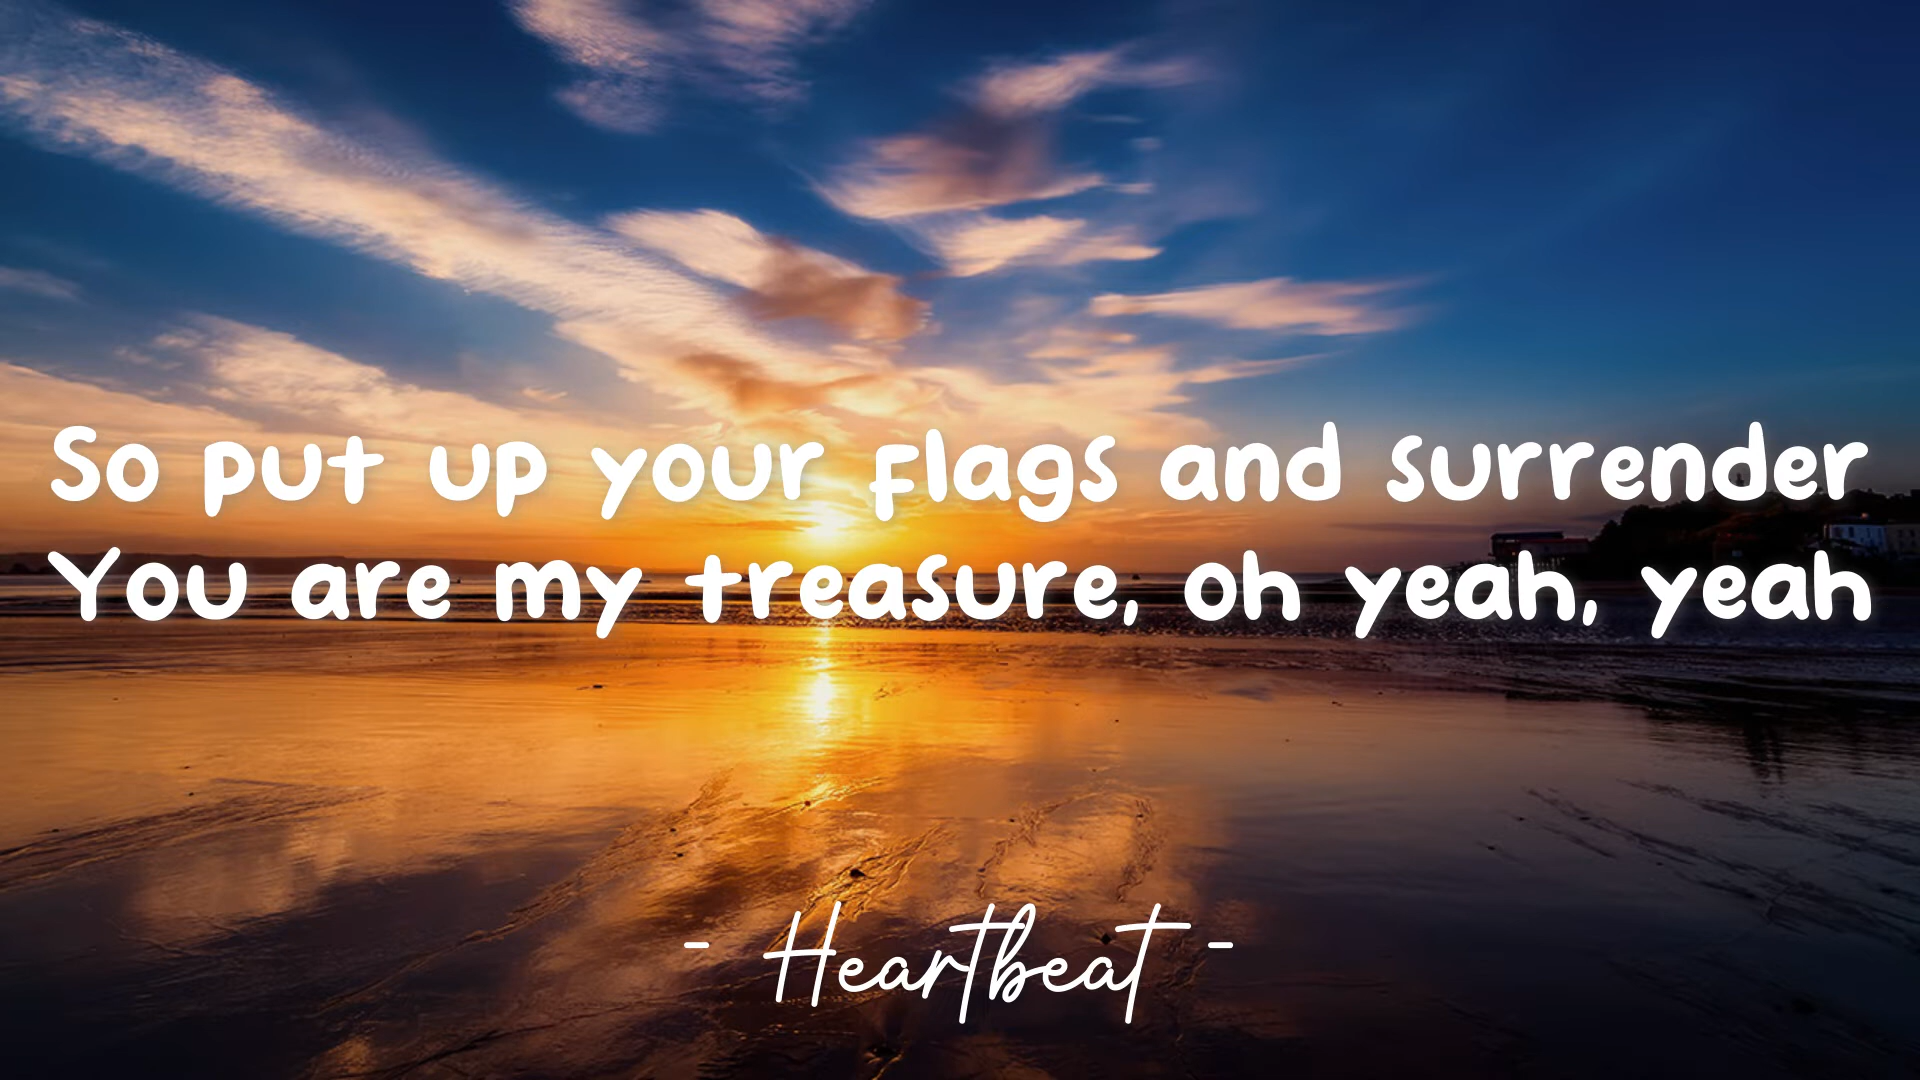 So put up your flags and surrender
You are my treasure, oh yeah, yeah
- Heartbeat -